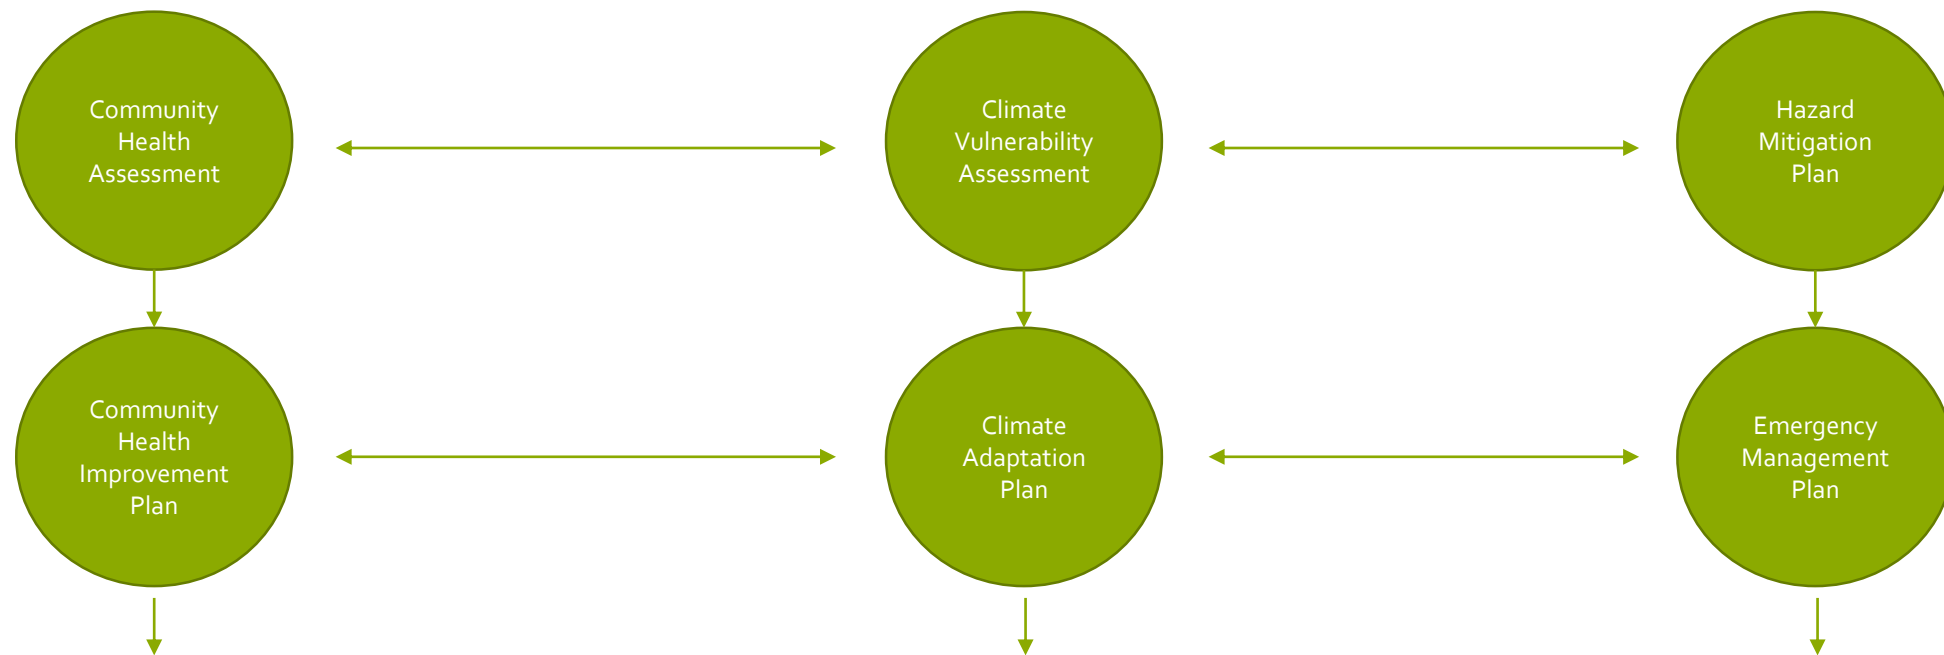 Community
Health
Assessment
Climate
Vulnerability
Assessment
Hazard
Mitigation
Plan
Community
Health
Improvement
Plan
Climate
Adaptation
Plan
Emergency
Management
Plan